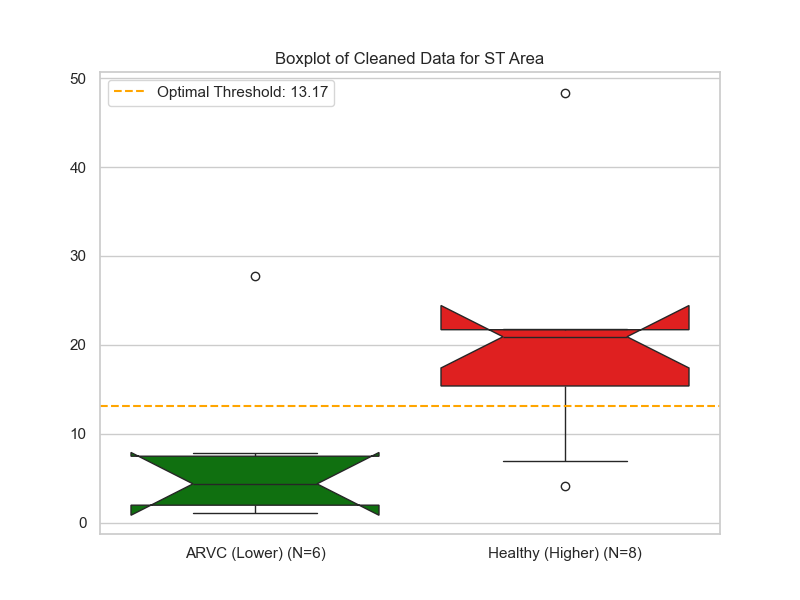 Boxplot of Cleaned Data for ST Area
Optimal Threshold: 13.17
50
40
30
20
10
0
ARVC (Lower) (N=6)
Healthy (Higher) (N=8)